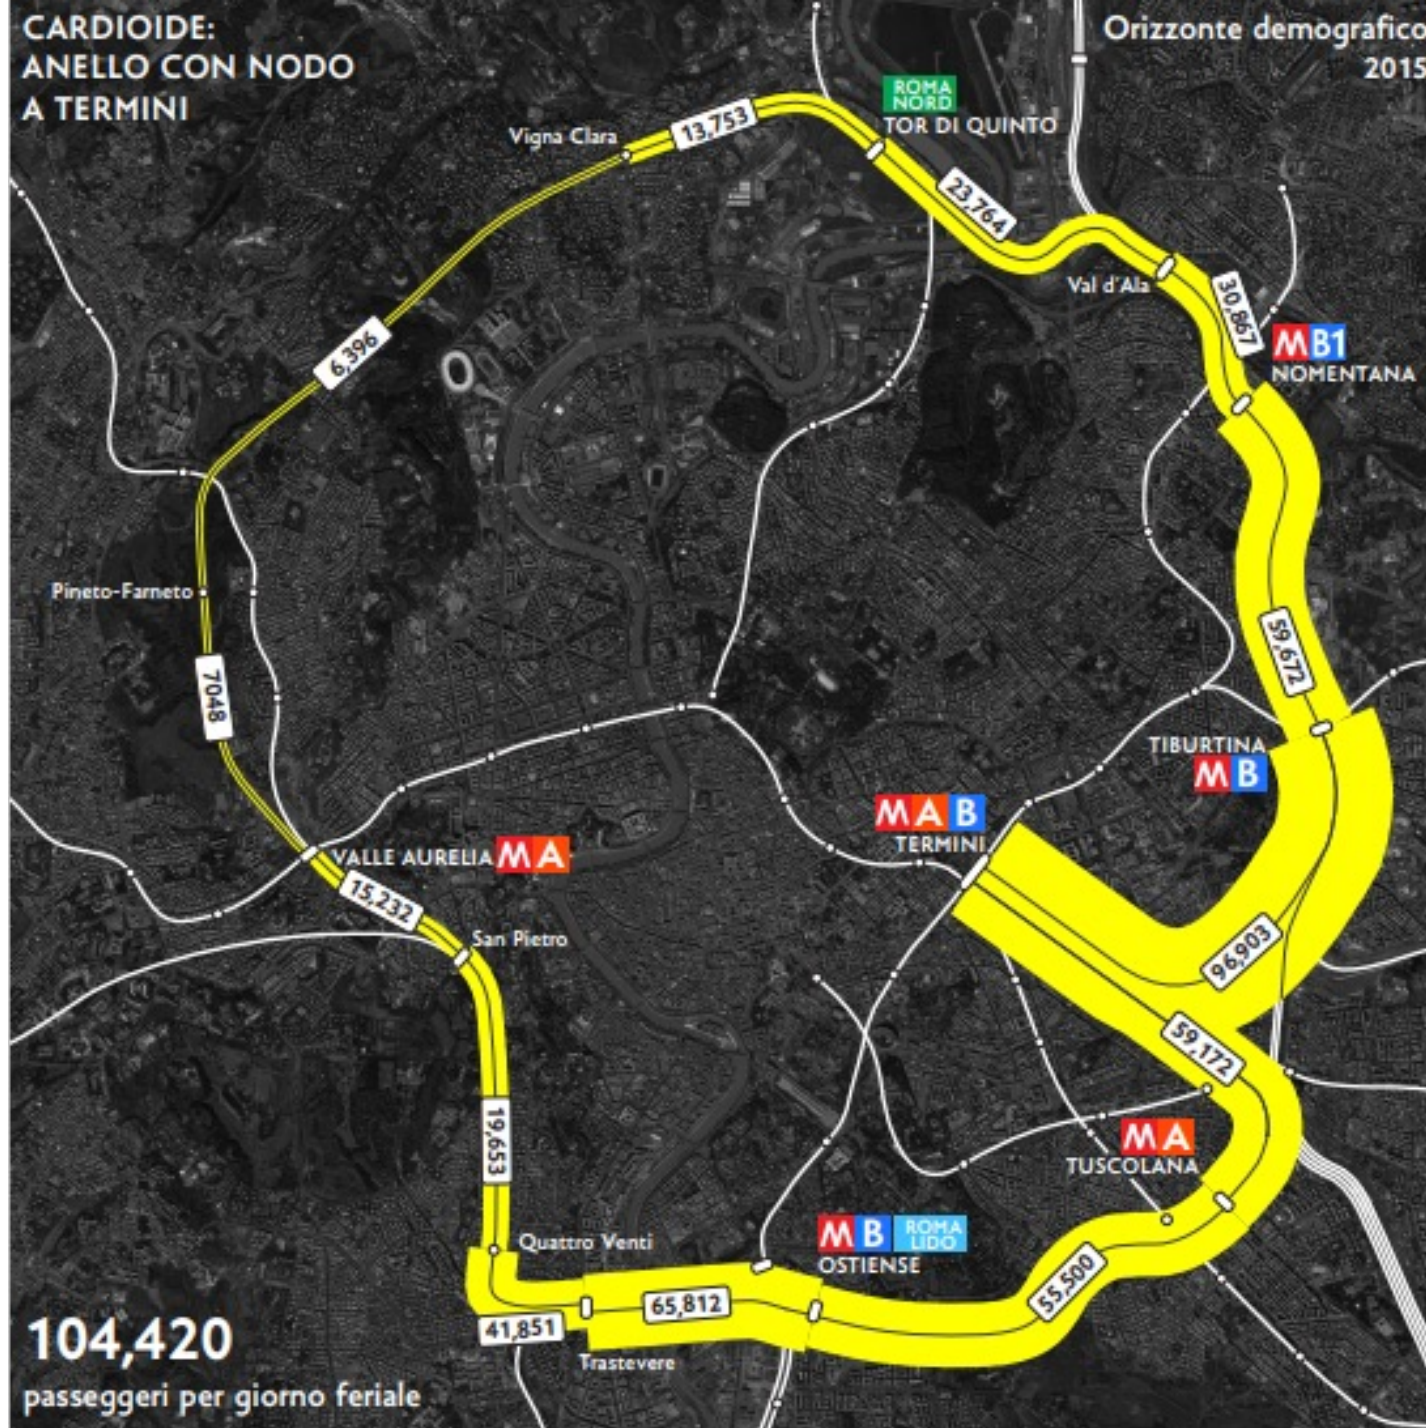 CARDIOIDE:
ANELLO CON NODO
A TERMINI
Orizzonte demografico
2015
ROMA
NORD
TOR DI QUINTO
Vigna Clara
13,753
23,764
Val d'Ala
30,867
MB1
NOMENTANA
6,396
Pineto-Farneto
59,672
7048
TIBURTINA
MB
MAB
TERMINI
VALLE AURELIA MA
15,232
San Pietro
96,903
59,172
MA
TUSCOLANA
19,653
Quattro Venti
MB ROMA
LIDO
OSTIENSE
55,500
65,812
41,851
Trastevere
104,420
passeggeri per giorno feriale